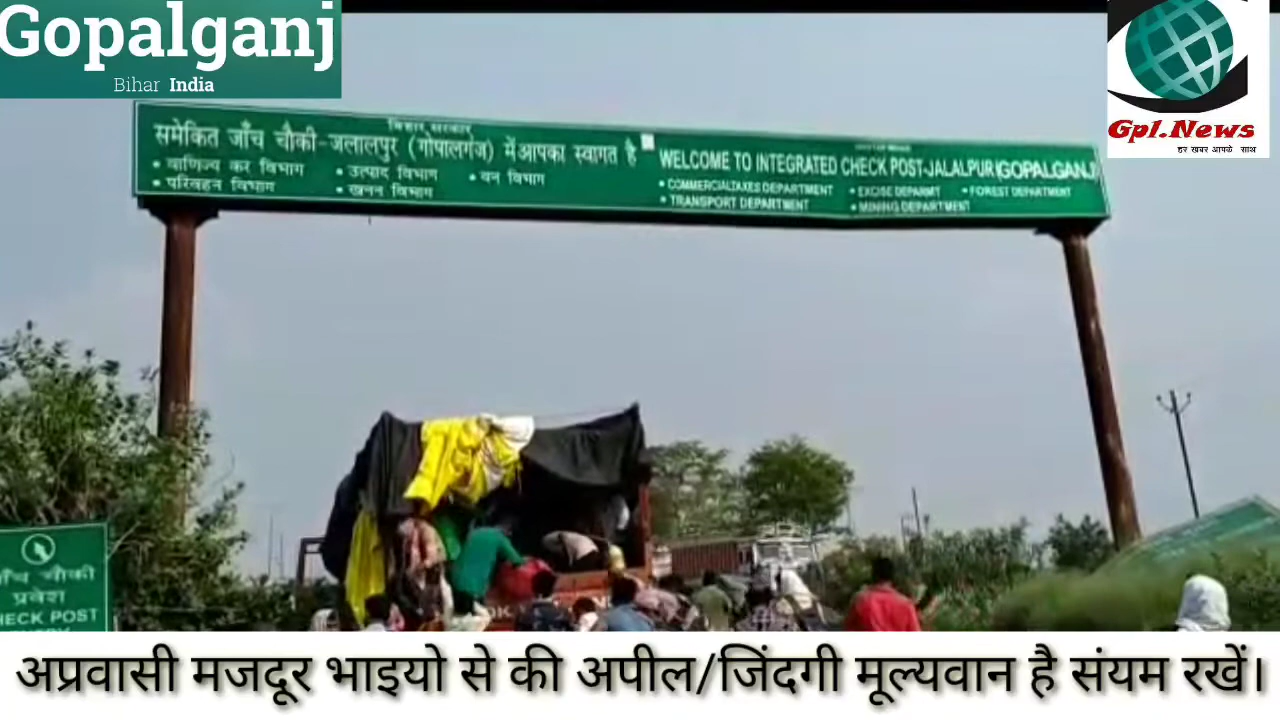 Gopalganj
Bihar India
Gpl.News
हर खबर आपके साथ
बिहार सरकार
समेकित जाँच चौकी-जलालपुर (गोपालगंज) में आपका स्वागत है
• वाणिज्य कर विभाग • उत्पाद विभाग • वन विभाग
• परिवहन विभाग • खनन विभाग
WELCOME TO INTEGRATED CHECK POST-JALALPUR(GOPALGANJ)
• COMMERCIALTAXES DEPARTMENT • EXCISE DEPARMT • FOREST DEPARTMENT
• TRANSPORT DEPARTMENT • MINING DEPARTMENT
चौकी
प्रवेश
CHECK POST
अप्रवासी मजदूर भाइयो से की अपील/जिंदगी मूल्यवान है संयम रखें।